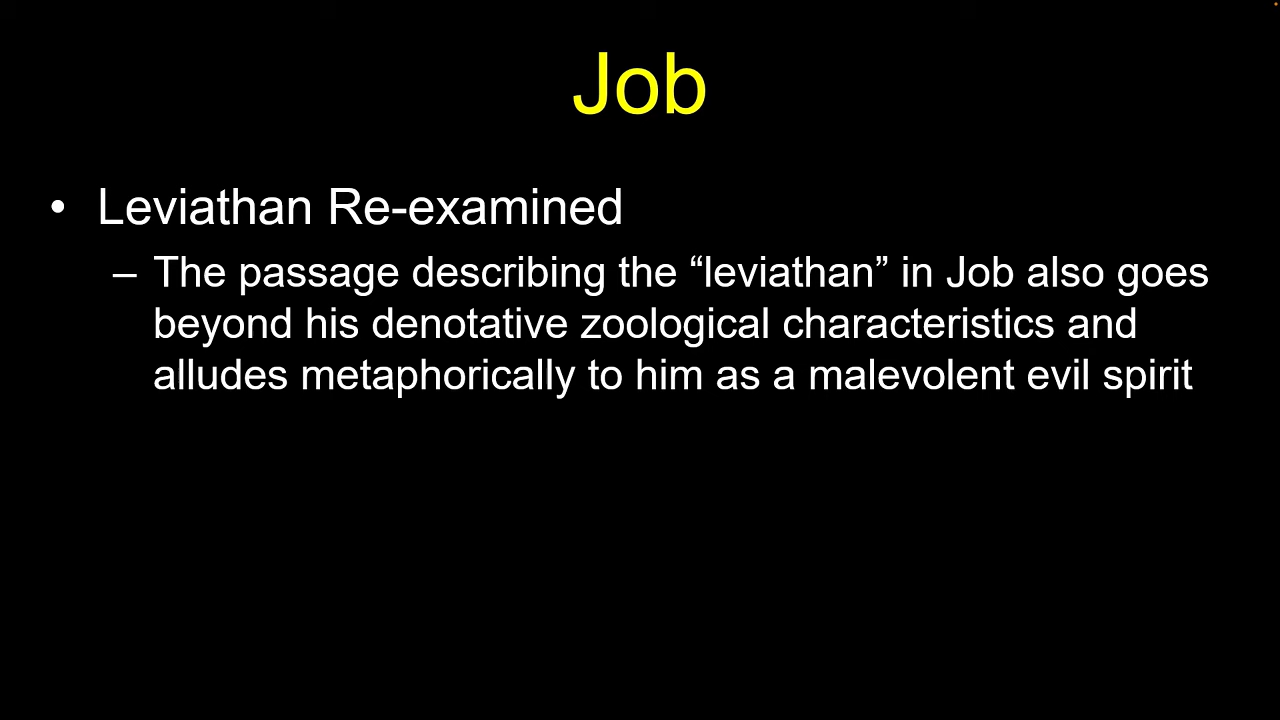 Job
• Leviathan Re-examined
– The passage describing the “leviathan” in Job also goes
beyond his denotative zoological characteristics and
alludes metaphorically to him as a malevolent evil spirit